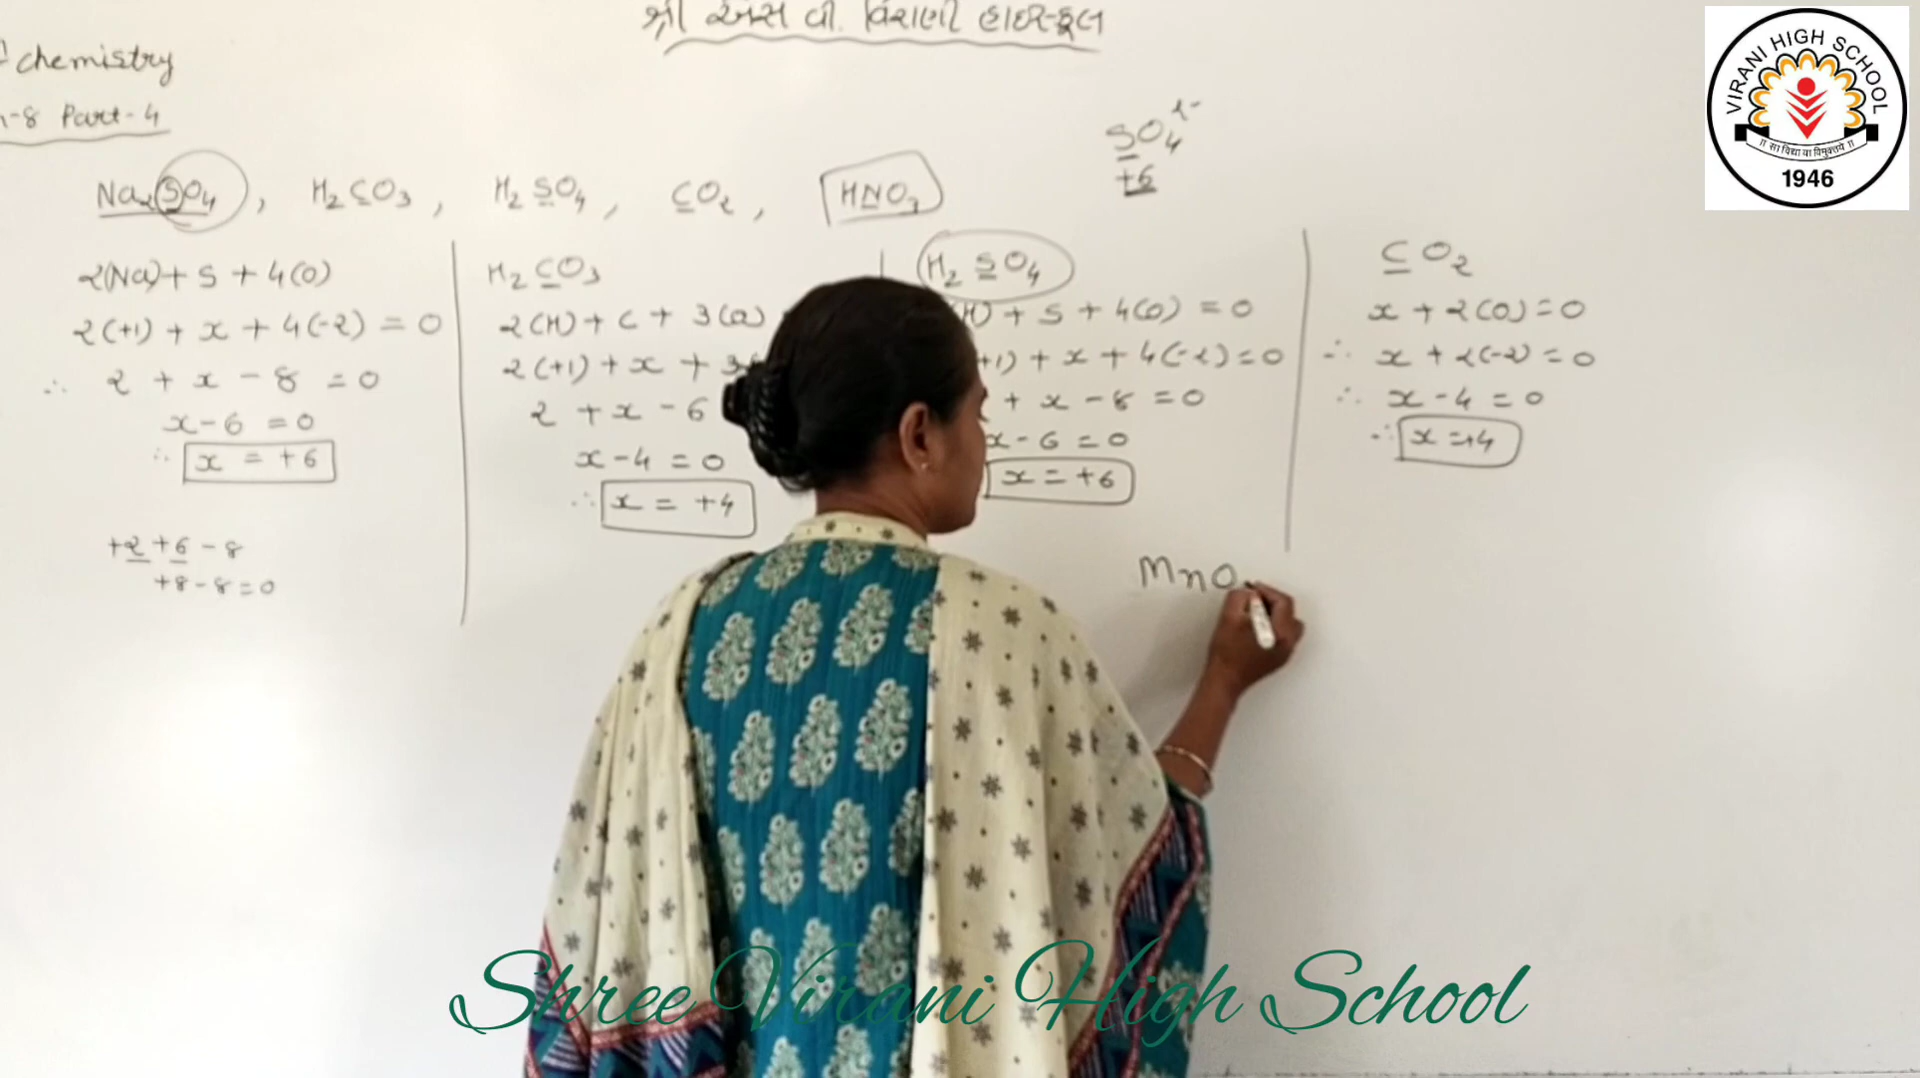 શ્રી એમ વી. વિરાણી હાઈસ્કૂલ
chemistry
-8 Part-4
SO₄²⁻
+6
Na₂SO₄, H₂CO₃, H₂SO₄, CO₂, HNO₃
2(Na)+ S + 4(O)
2(+1) + x + 4(-2) = 0
∴ 2 + x - 8 = 0
x - 6 = 0
∴ x = +6
+2 +6 - 8
+8 - 8 = 0
H₂CO₃
2(H) + C + 3(O)
2(+1) + x + 3
2 + x - 6
x - 4 = 0
∴ x = +4
H₂SO₄
(H) + S + 4(O) = 0
+1) + x + 4(-2) = 0
+ x - 8 = 0
x - 6 = 0
x = +6
CO₂
x + 2(O) = 0
∴ x + 2(-2) = 0
∴ x - 4 = 0
∴ x = +4
MnO
VIRANI HIGH SCHOOL
॥ सा विद्या या विमुक्तये ॥
1946
Shree Virani High School